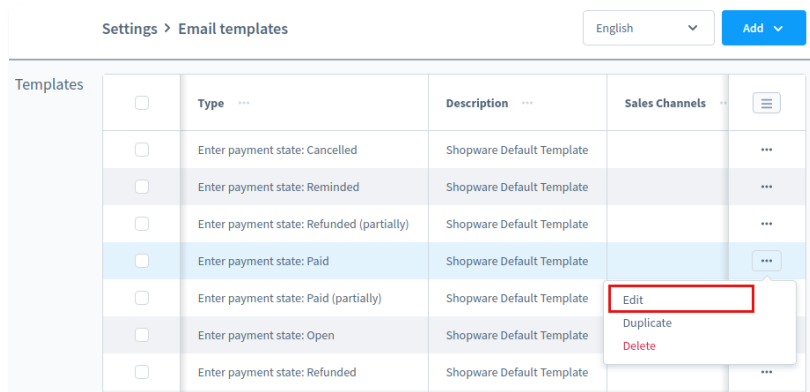 Settings > Email templates
English
Add
Templates
Type ···
Description ···
Sales Channels ··
Enter payment state: Cancelled Shopware Default Template ···
Enter payment state: Reminded Shopware Default Template ···
Enter payment state: Refunded (partially) Shopware Default Template ···
Enter payment state: Paid Shopware Default Template ···
Enter payment state: Paid (partially) Shopware Default Template
Edit
Duplicate
Enter payment state: Open Shopware Default Template
Delete
Enter payment state: Refunded Shopware Default Template ···